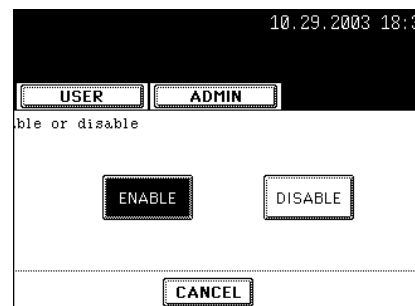 10.29.2003 18:3
USER ADMIN
ble or disable
ENABLE DISABLE
CANCEL